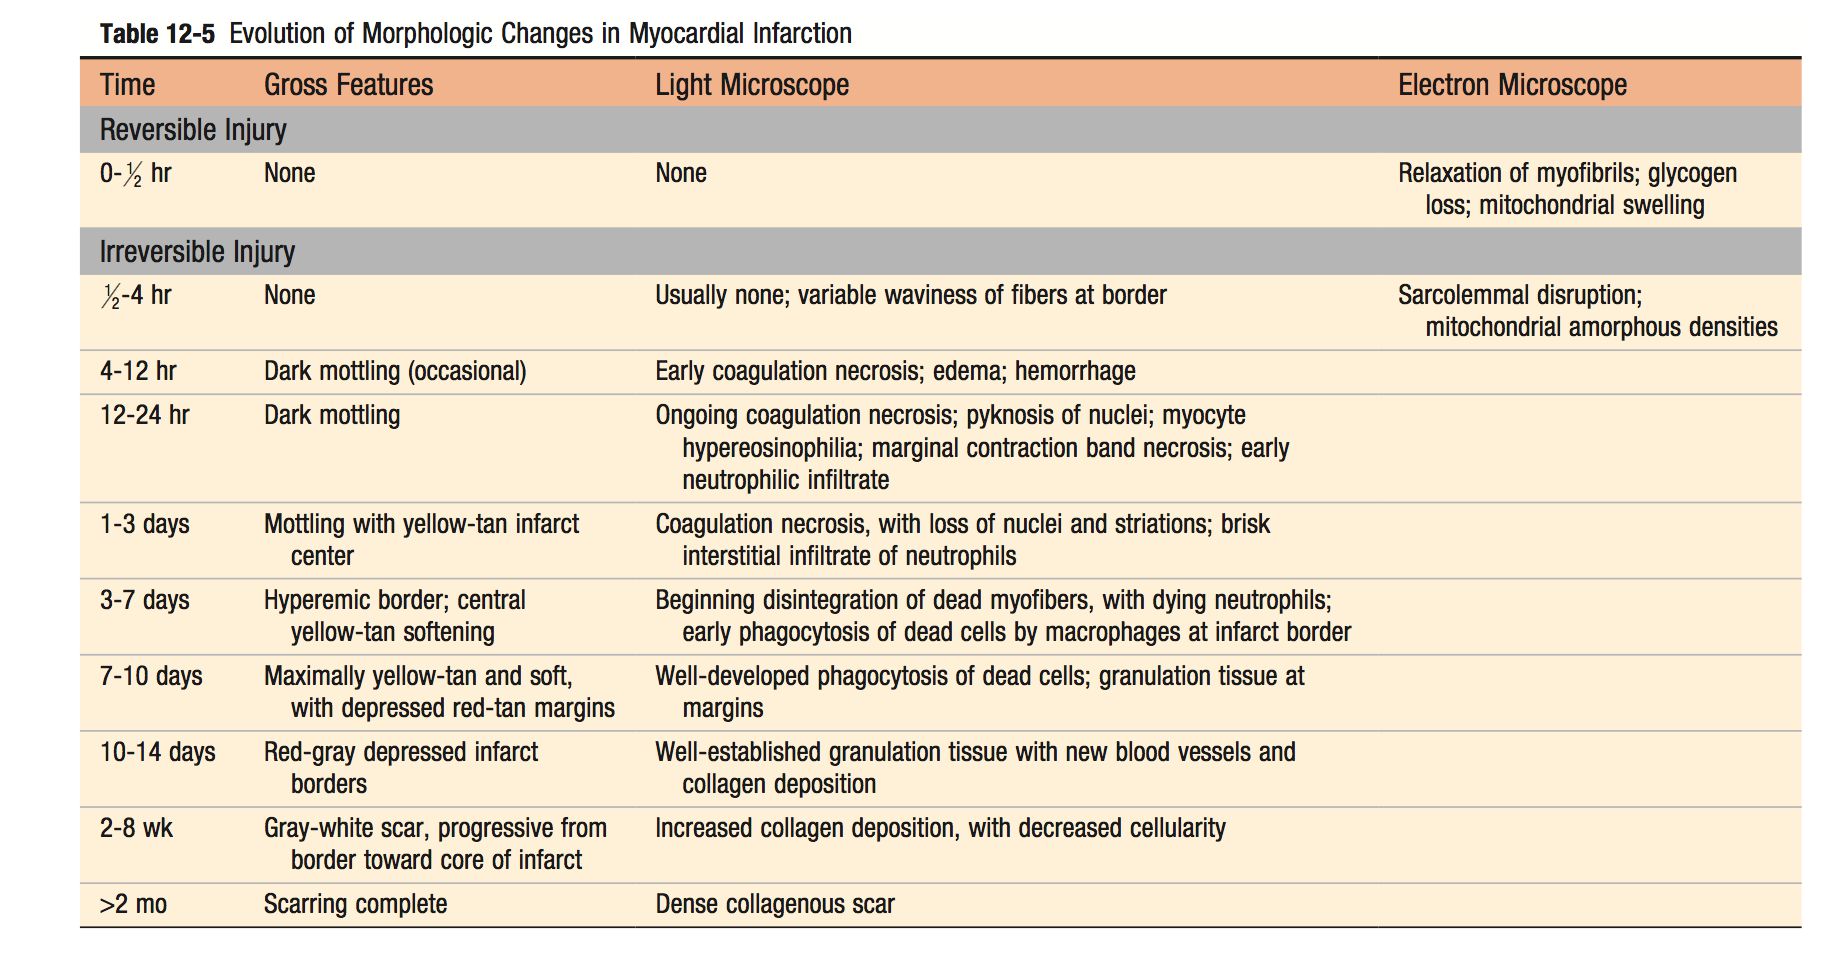 Table 12-5 Evolution of Morphologic Changes in Myocardial Infarction
Time Gross Features Light Microscope Electron Microscope
Reversible Injury
0-½ hr None None Relaxation of myofibrils; glycogen
loss; mitochondrial swelling
Irreversible Injury
½-4 hr None Usually none; variable waviness of fibers at border Sarcolemmal disruption;
mitochondrial amorphous densities
4-12 hr Dark mottling (occasional) Early coagulation necrosis; edema; hemorrhage
12-24 hr Dark mottling Ongoing coagulation necrosis; pyknosis of nuclei; myocyte
hypereosinophilia; marginal contraction band necrosis; early
neutrophilic infiltrate
1-3 days Mottling with yellow-tan infarct Coagulation necrosis, with loss of nuclei and striations; brisk
center interstitial infiltrate of neutrophils
3-7 days Hyperemic border; central Beginning disintegration of dead myofibers, with dying neutrophils;
yellow-tan softening early phagocytosis of dead cells by macrophages at infarct border
7-10 days Maximally yellow-tan and soft, Well-developed phagocytosis of dead cells; granulation tissue at
with depressed red-tan margins margins
10-14 days Red-gray depressed infarct Well-established granulation tissue with new blood vessels and
borders collagen deposition
2-8 wk Gray-white scar, progressive from Increased collagen deposition, with decreased cellularity
border toward core of infarct
>2 mo Scarring complete Dense collagenous scar